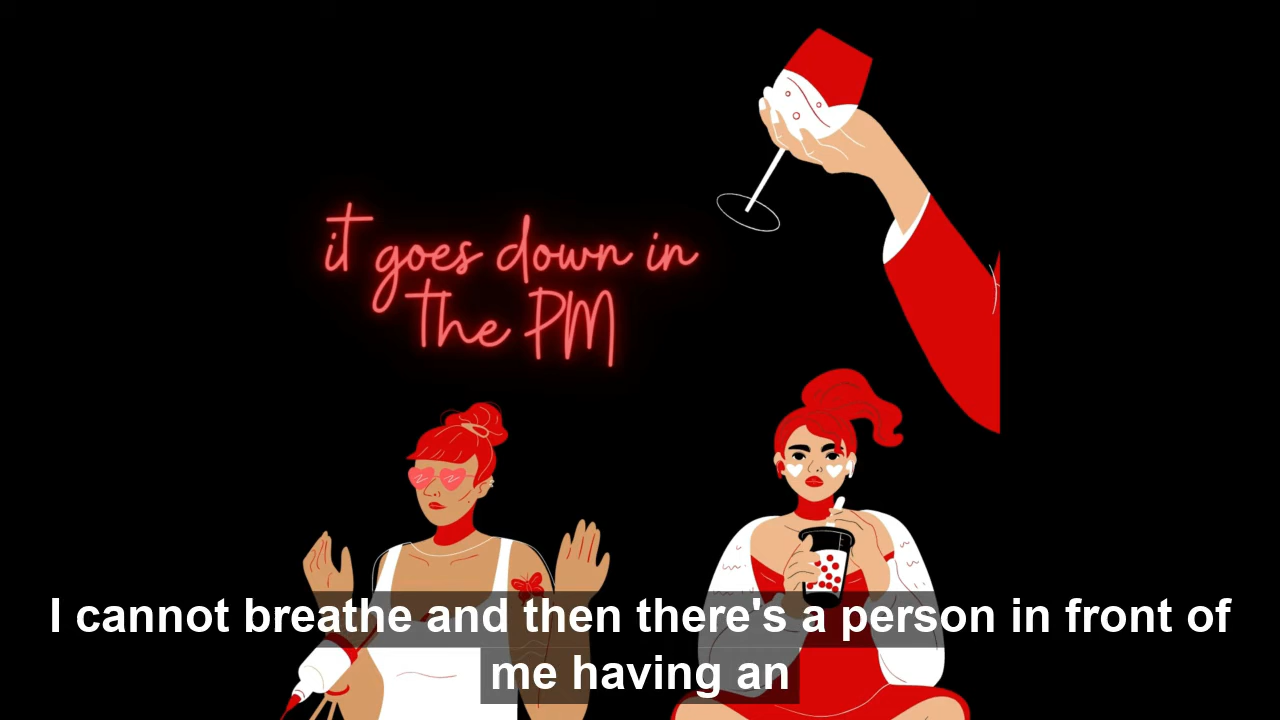 it goes down in
the PM
I cannot breathe and then there's a person in front of
me having an